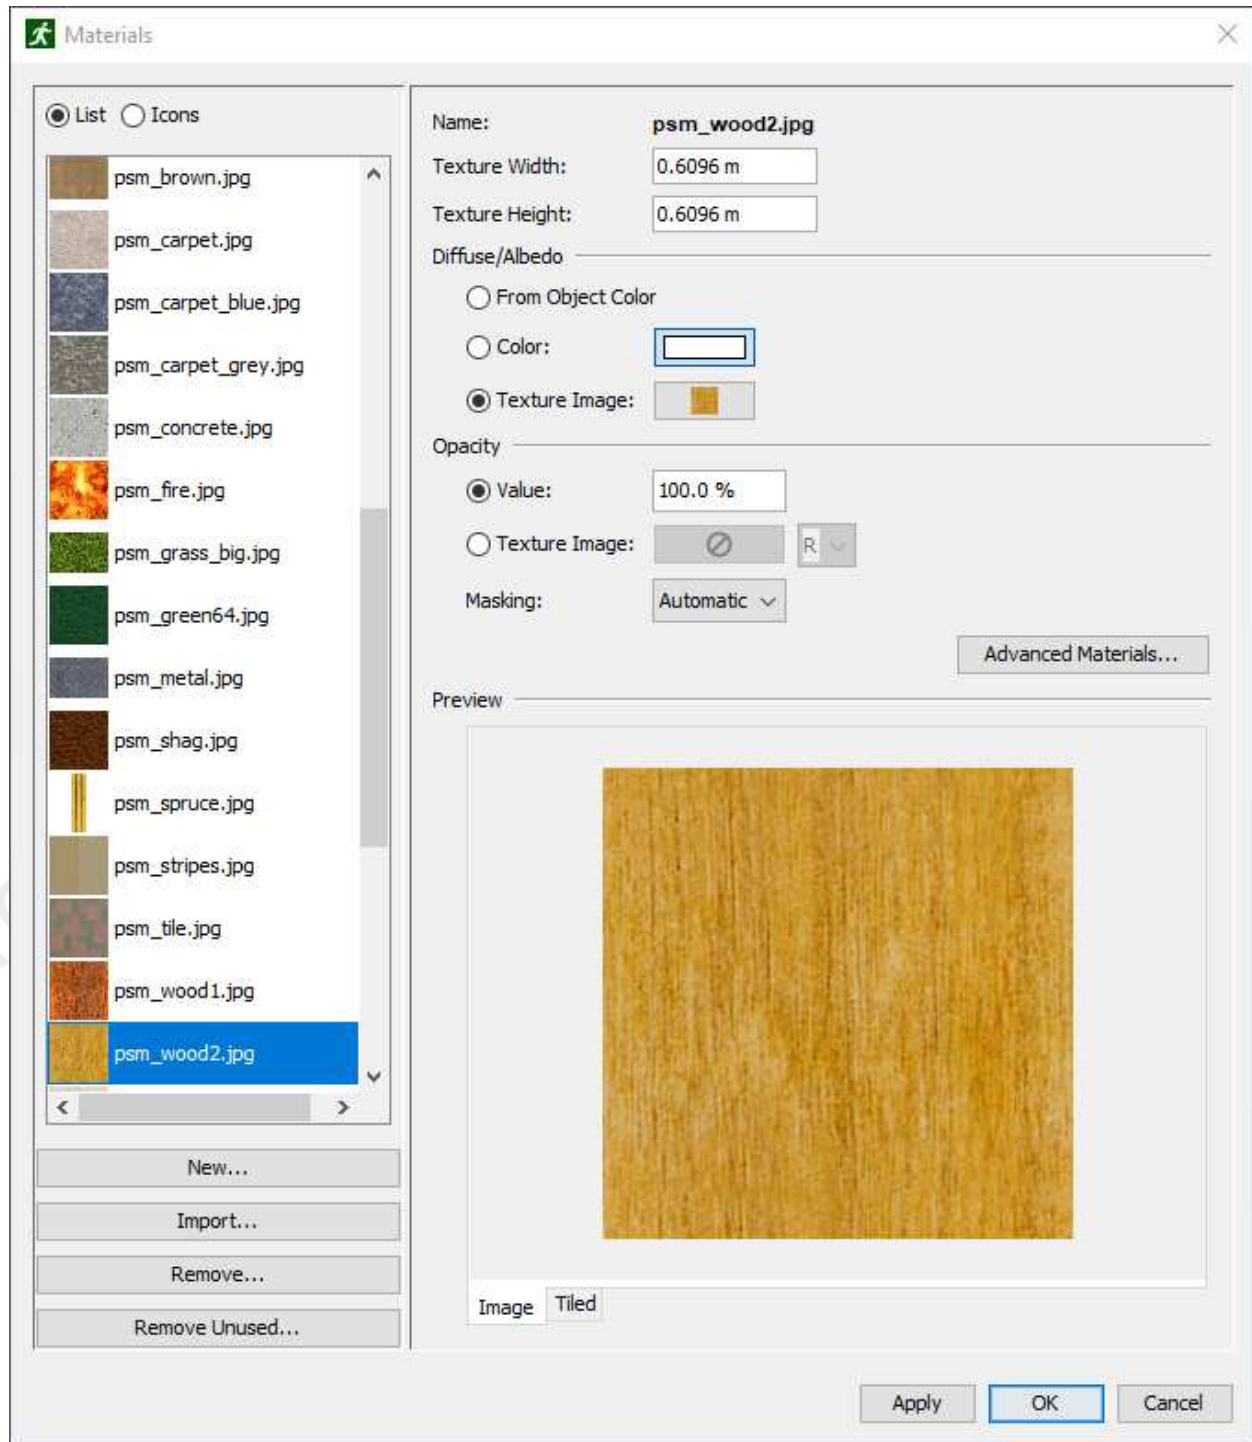 Materials
List Icons
psm_brown.jpg
psm_carpet.jpg
psm_carpet_blue.jpg
psm_carpet_grey.jpg
psm_concrete.jpg
psm_fire.jpg
psm_grass_big.jpg
psm_green64.jpg
psm_metal.jpg
psm_shag.jpg
psm_spruce.jpg
psm_stripes.jpg
psm_tile.jpg
psm_wood1.jpg
psm_wood2.jpg
New...
Import...
Remove...
Remove Unused...
Name: psm_wood2.jpg
Texture Width: 0.6096 m
Texture Height: 0.6096 m
Diffuse/Albedo
From Object Color
Color:
Texture Image:
Opacity
Value: 100.0 %
Texture Image: R
Masking: Automatic
Advanced Materials...
Preview
Image Tiled
Apply OK Cancel